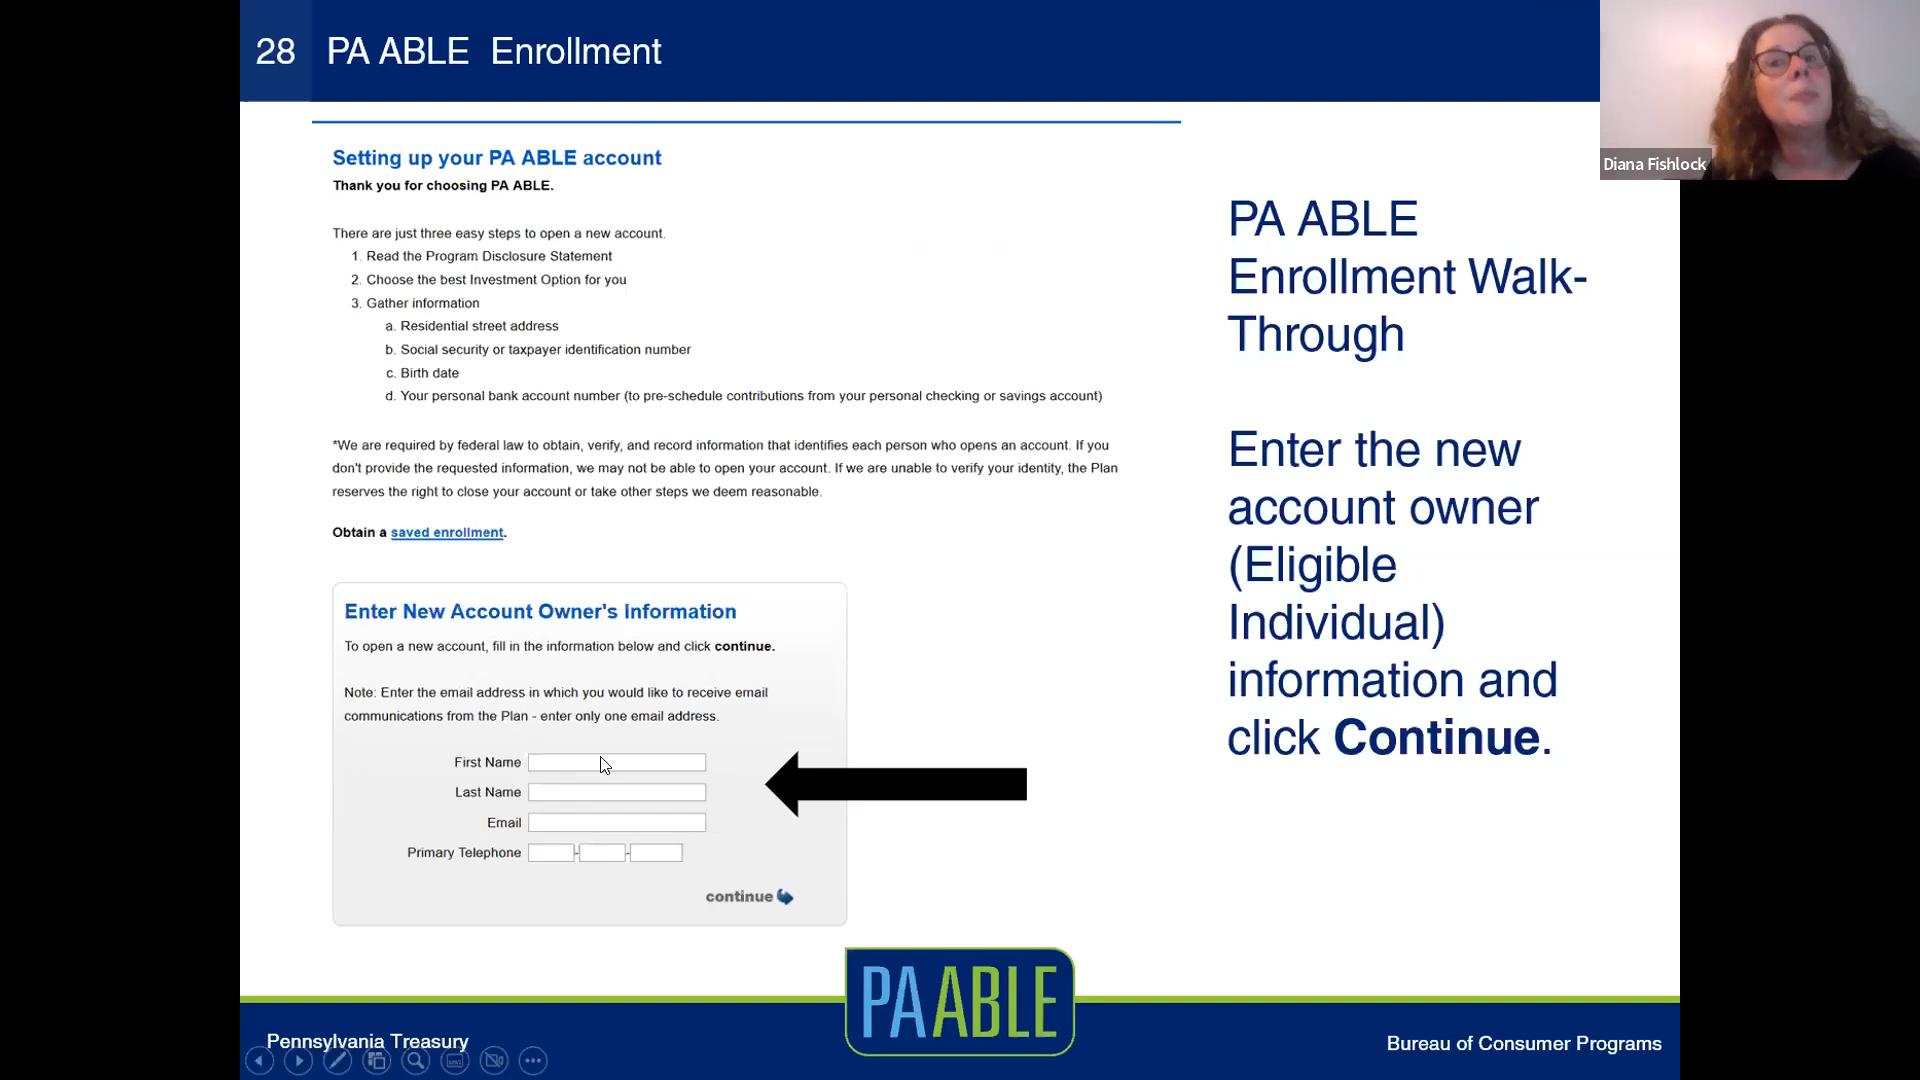 28 PA ABLE Enrollment
Diana Fishlock
Setting up your PA ABLE account
Thank you for choosing PA ABLE.
There are just three easy steps to open a new account.
1. Read the Program Disclosure Statement
2. Choose the best Investment Option for you
3. Gather information
a. Residential street address
b. Social security or taxpayer identification number
c. Birth date
d. Your personal bank account number (to pre-schedule contributions from your personal checking or savings account)
*We are required by federal law to obtain, verify, and record information that identifies each person who opens an account. If you
don't provide the requested information, we may not be able to open your account. If we are unable to verify your identity, the Plan
reserves the right to close your account or take other steps we deem reasonable.
Obtain a saved enrollment.
Enter New Account Owner's Information
To open a new account, fill in the information below and click continue.
Note: Enter the email address in which you would like to receive email
communications from the Plan - enter only one email address.
First Name
Last Name
Email
Primary Telephone - -
continue
PA ABLE
Enrollment Walk-
Through
Enter the new
account owner
(Eligible
Individual)
information and
click Continue.
PA ABLE
Pennsylvania Treasury
Bureau of Consumer Programs